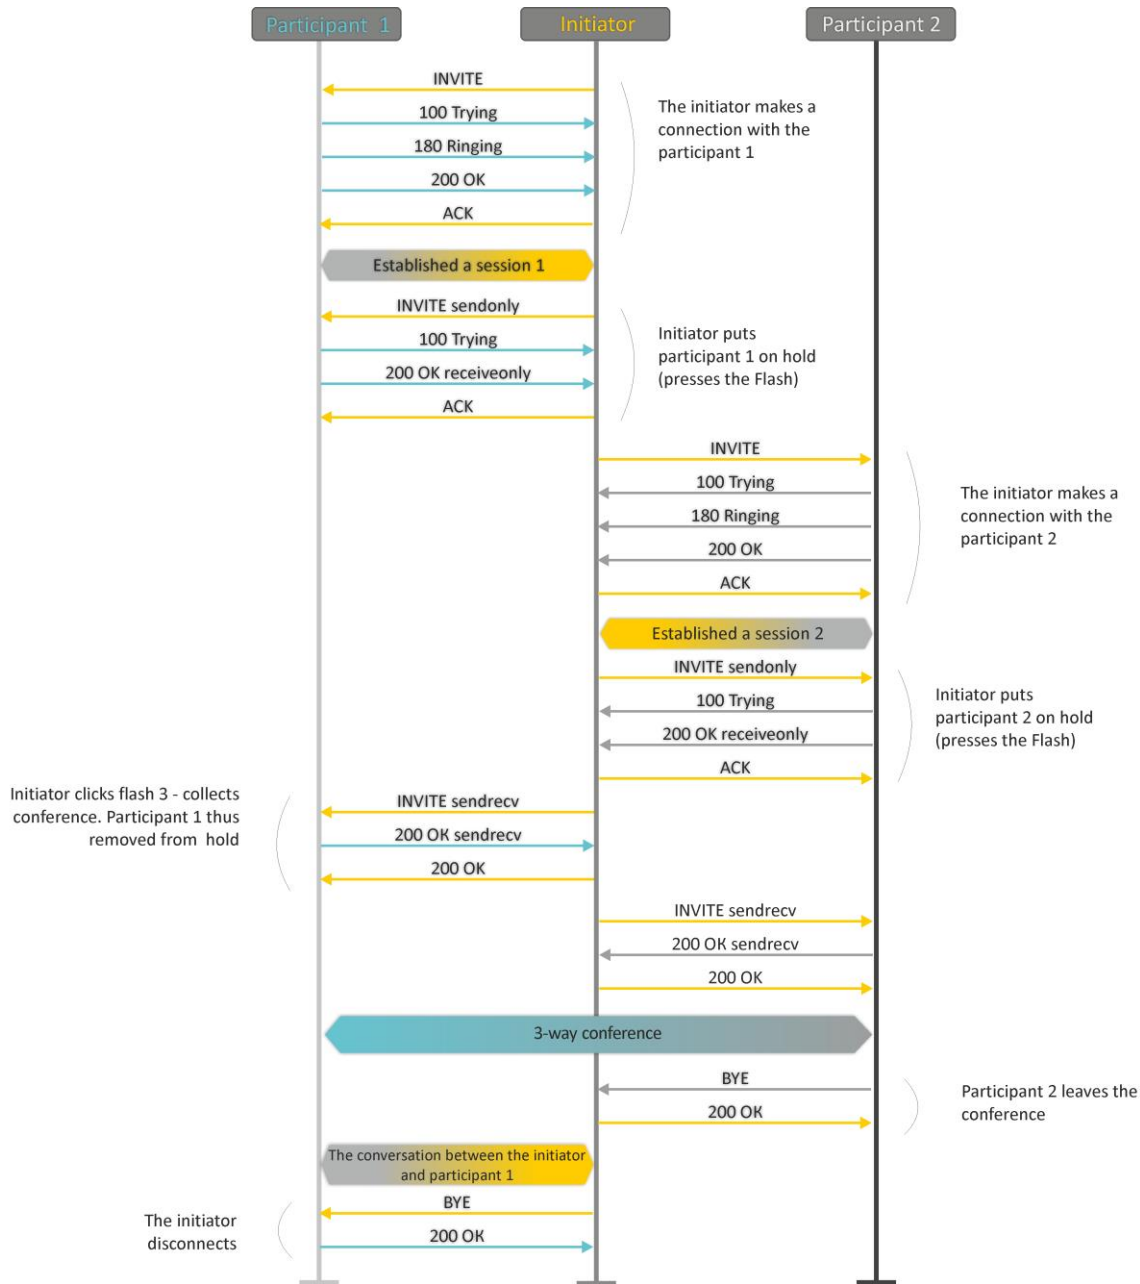 Participant 1
Initiator
Participant 2
INVITE
100 Trying
180 Ringing
200 OK
ACK
The initiator makes a
connection with the
participant 1
Established a session 1
INVITE sendonly
100 Trying
200 OK receiveonly
ACK
Initiator puts
participant 1 on hold
(presses the Flash)
INVITE
100 Trying
180 Ringing
200 OK
ACK
The initiator makes a
connection with the
participant 2
Established a session 2
INVITE sendonly
100 Trying
200 OK receiveonly
ACK
Initiator puts
participant 2 on hold
(presses the Flash)
Initiator clicks flash 3 - collects
conference. Participant 1 thus
removed from hold
INVITE sendrecv
200 OK sendrecv
200 OK
INVITE sendrecv
200 OK sendrecv
200 OK
3-way conference
BYE
200 OK
Participant 2 leaves the
conference
The conversation between the initiator
and participant 1
BYE
200 OK
The initiator
disconnects